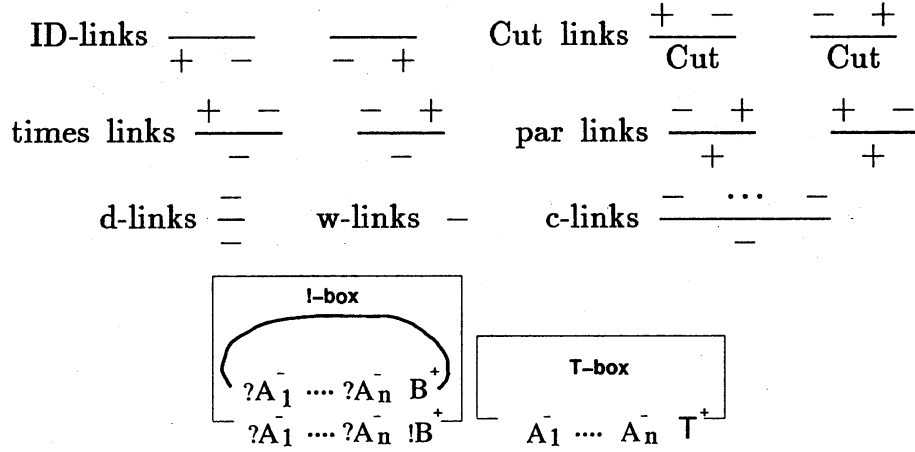 ID-links + − − + Cut links + − Cut − + Cut
times links + − − − + − par links − + + + − +
d-links − − w-links − c-links − ⋯ − −
!-box
?A₁⁻ ···· ?Aₙ⁻ B⁺
?A₁⁻ ···· ?Aₙ⁻ !B⁺
T-box
A₁⁻ ···· Aₙ⁻ T⁺